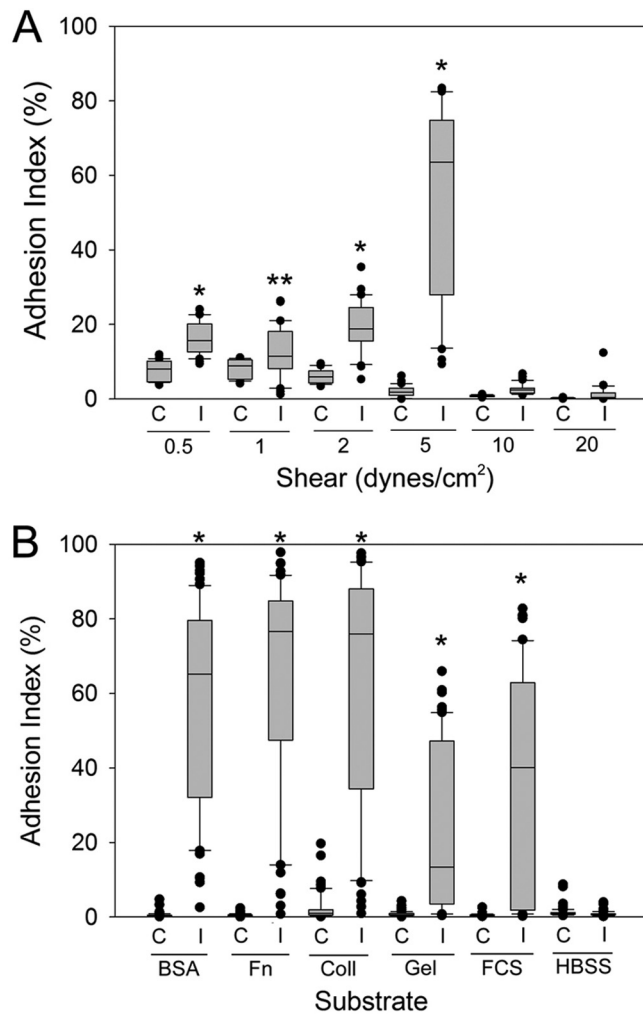 A
Adhesion Index (%)
100
80
60
40
20
0
* ** * *
C I C I C I C I C I C I
0.5 1 2 5 10 20
Shear (dynes/cm²)
B
Adhesion Index (%)
100
80
60
40
20
0
* * * * *
C I C I C I C I C I C I
BSA Fn Coll Gel FCS HBSS
Substrate